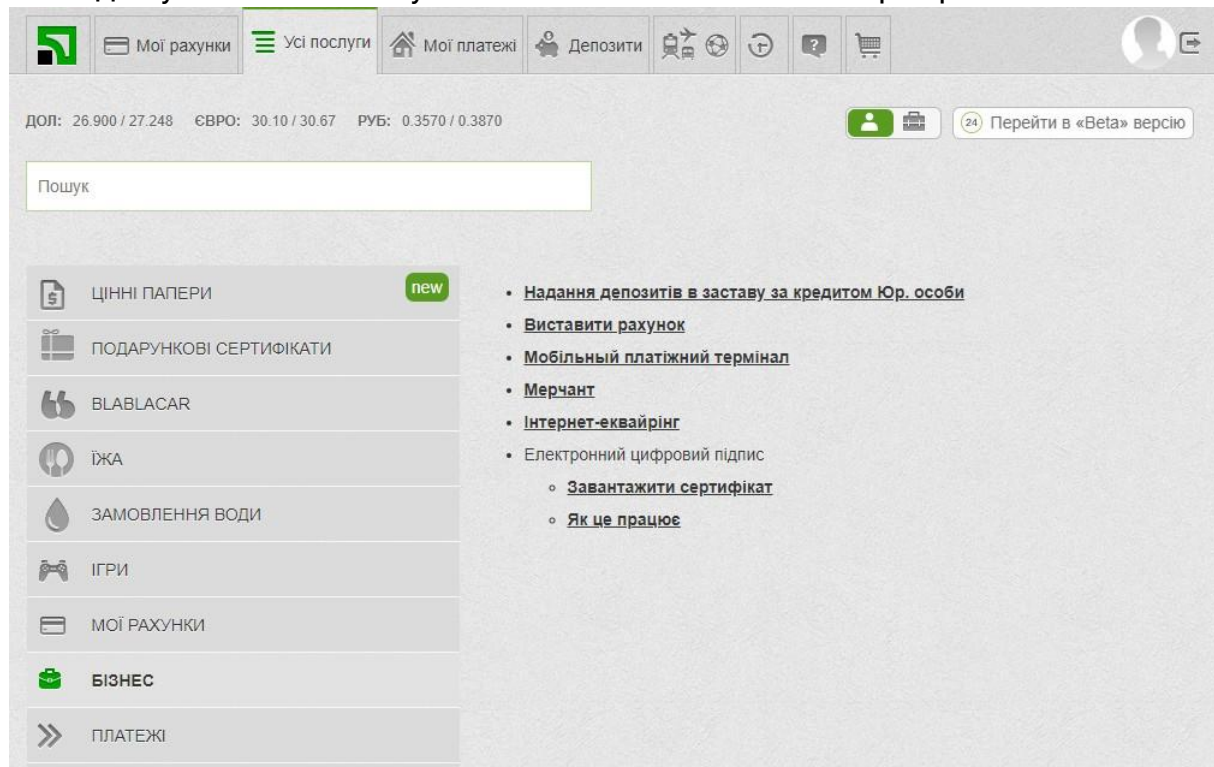 Мої рахунки
Усі послуги
Мої платежі
Депозити
ДОЛ: 26.900 / 27.248 ЄВРО: 30.10 / 30.67 РУБ: 0.3570 / 0.3870
24 Перейти в «Beta» версію
Пошук
ЦІННІ ПАПЕРИ new
ПОДАРУНКОВІ СЕРТИФІКАТИ
BLABLACAR
ЇЖА
ЗАМОВЛЕННЯ ВОДИ
ІГРИ
МОЇ РАХУНКИ
БІЗНЕС
ПЛАТЕЖІ
Надання депозитів в заставу за кредитом Юр. особи
Виставити рахунок
Мобільный платіжний термінал
Мерчант
Інтернет-еквайрінг
Електронний цифровий підпис
Завантажити сертифікат
Як це працює